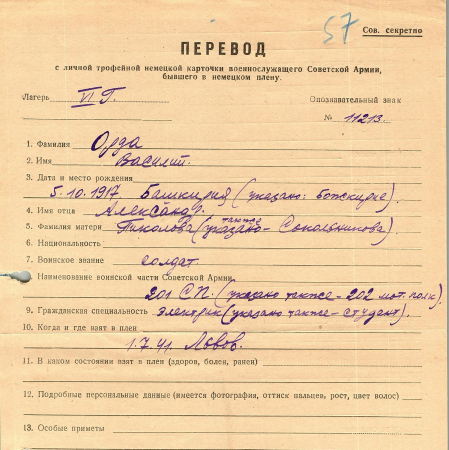 57
Сов. секретно
ПЕРЕВОД
с личной трофейной немецкой карточки военнослужащего Советской Армии,
бывшего в немецком плену.
Лагерь VI Г.
Опознавательный знак
№ 11213.
1. Фамилия Орда
2. Имя Василий.
3. Дата и место рождения
5.10.1917 Башкирия (указано: Божкирке).
4. Имя отца Александр.
5. Фамилия матери Николова (указано также - Сокольникова)
6. Национальность
7. Воинское звание солдат.
Наименование воинской части Советской Армии
201 СП. (указано также - 202 мот. полк).
9. Гражданская специальность электрик (указано также - студент).
10. Когда и где взят в плен
1.7.41. Львов.
11. В каком состоянии взят в плен (здоров, болен, ранен)
12. Подробные персональные данные (имеется фотография, оттиск пальцев, рост, цвет волос)
13. Особые приметы